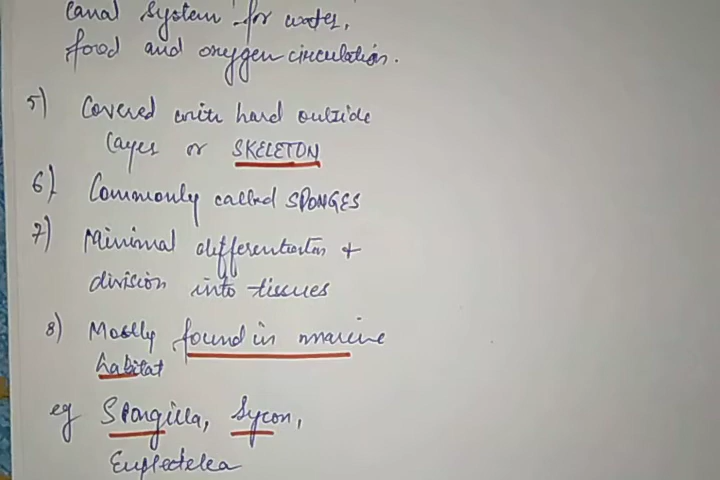 canal system for water,
food and oxygen circulation.
5) Covered with hard outside
layer or SKELETON
6) Commonly called SPONGES
7) Minimal differentiation +
division into tissues
8) Mostly found in marine
habitat
eg Spongilla, Sycon,
Euplectelea